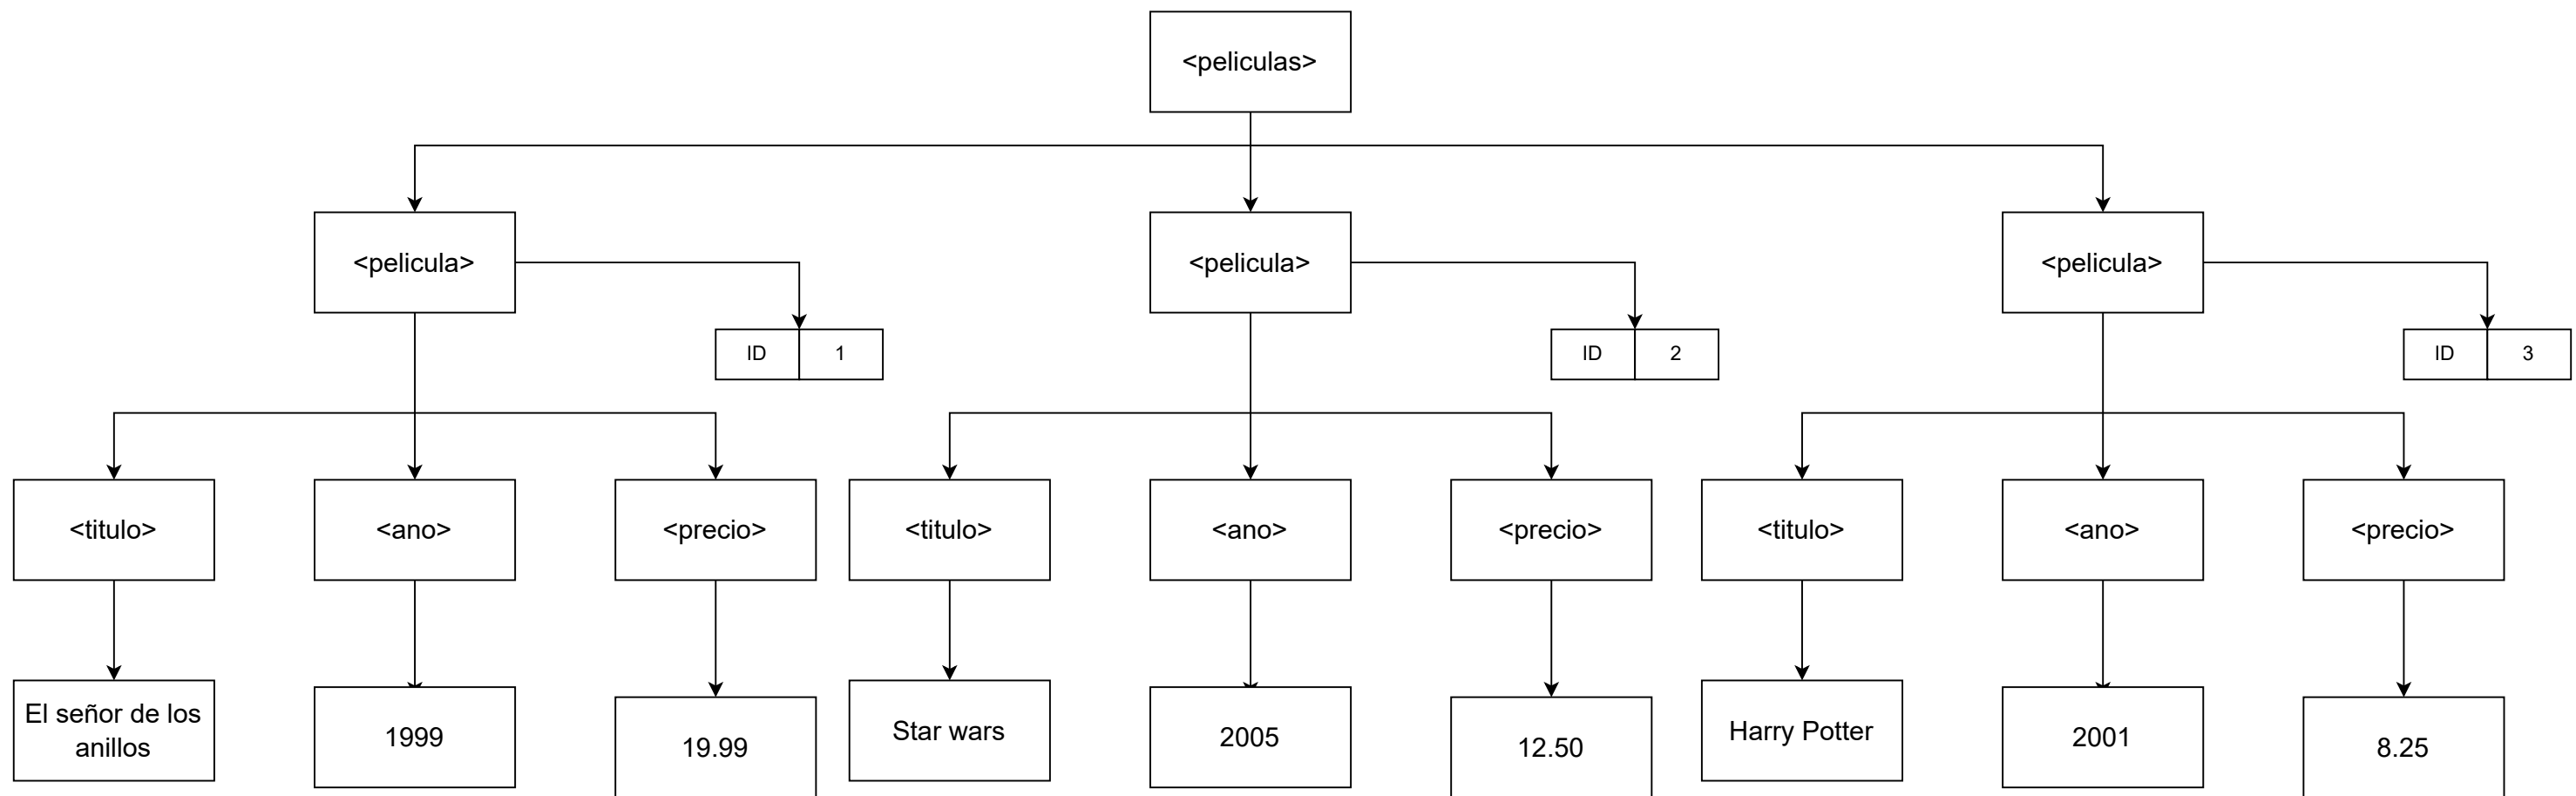 <peliculas>
<pelicula>
<pelicula>
<pelicula>
ID 1
ID 2
ID 3
<titulo>
<ano>
<precio>
<titulo>
<ano>
<precio>
<titulo>
<ano>
<precio>
El señor de los
anillos
1999
19.99
Star wars
2005
12.50
Harry Potter
2001
8.25